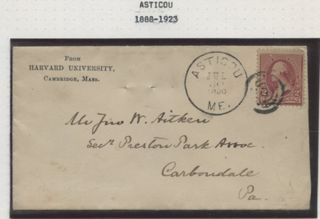 ASTICOU
1888-1923
From
HARVARD UNIVERSITY,
Cambridge, Mass.
ASTICOU
JUL
ME.
Mr Jno W. Aitken
Secy Preston Park Assoc.
Carbondale
Pa.